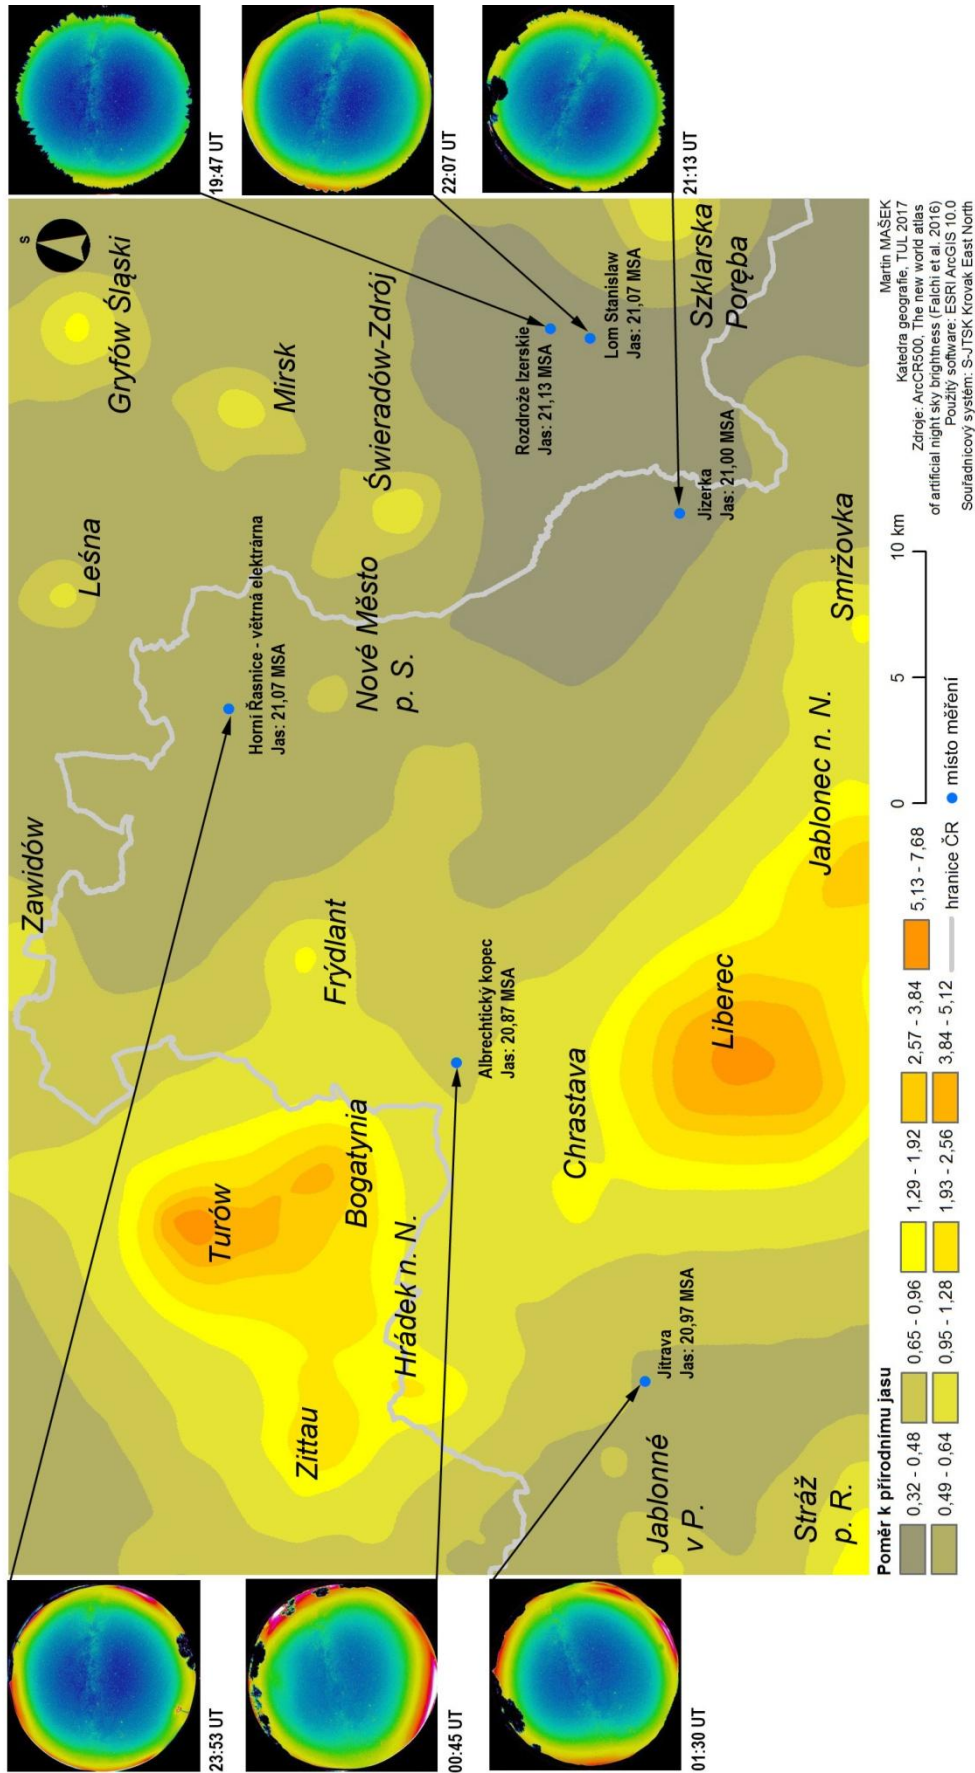 23:53 UT
00:45 UT
01:30 UT
19:47 UT
22:07 UT
21:13 UT
S
Zawidów
Leśna
Gryfów Śląski
Turów
Horní Řasnice - větrná elektrárna
Jas: 21,07 MSA
Mirsk
Zittau
Frýdlant
Bogatynia
Nové Město
p. S.
Świeradów-Zdrój
Hrádek n. N.
Albrechtický kopec
Jas: 20,87 MSA
Rozdroże Izerskie
Jas: 21,13 MSA
Lom Stanislaw
Jas: 21,07 MSA
Chrastava
Jitrava
Jas: 20,97 MSA
Jablonné
v P.
Liberec
Jizerka
Jas: 21,00 MSA
Szklarska
Poręba
Stráž
p. R.
Jablonec n. N.
Smržovka
Poměr k přírodnímu jasu
0,32 - 0,48
0,65 - 0,96
1,29 - 1,92
2,57 - 3,84
5,13 - 7,68
0,49 - 0,64
0,95 - 1,28
1,93 - 2,56
3,84 - 5,12
hranice ČR
místo měření
0
5
10 km
Martin MAŠEK
Katedra geografie, TUL 2017
Zdroje: ArcCR500, The new world atlas
of artificial night sky brightness (Falchi et al. 2016)
Použitý software: ESRI ArcGIS 10.0
Souřadnicový systém: S-JTSK Krovak East North